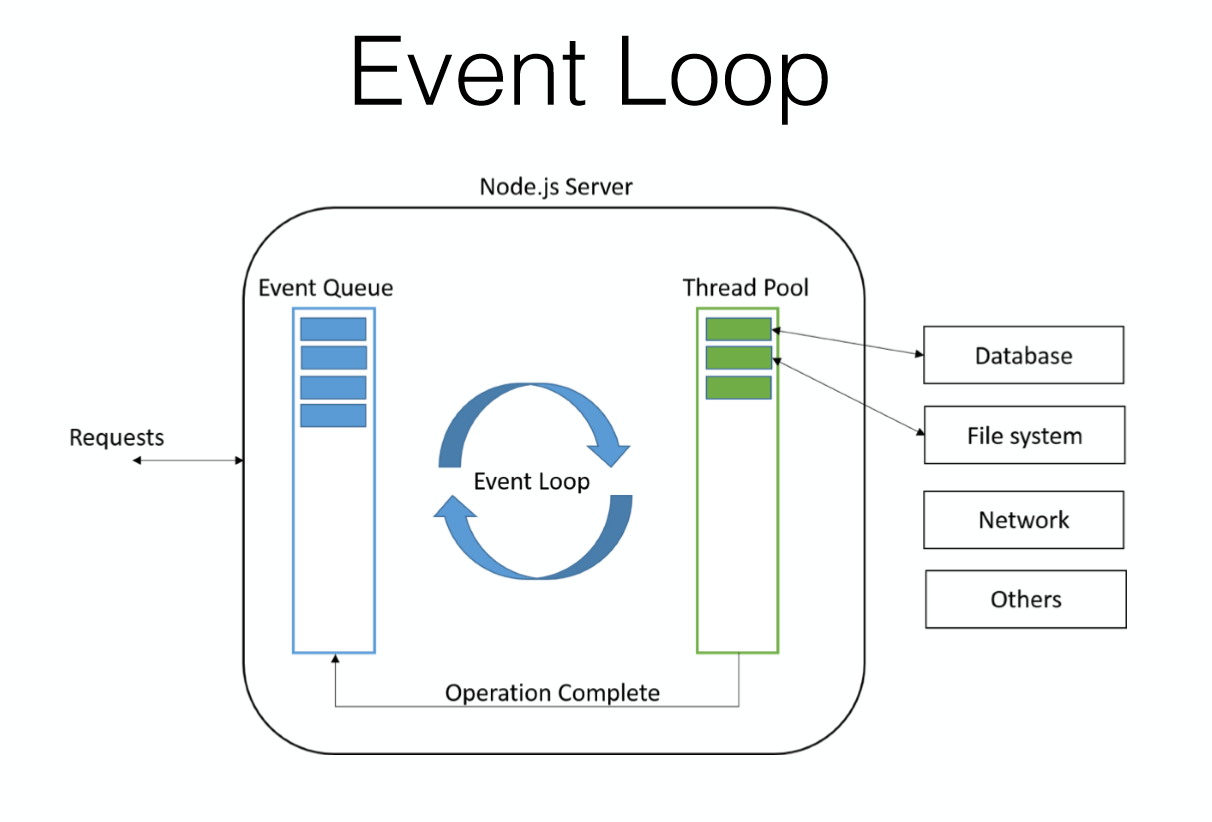 Event Loop
Node.js Server
Event Queue
Thread Pool
Database
File system
Requests
Event Loop
Network
Others
Operation Complete